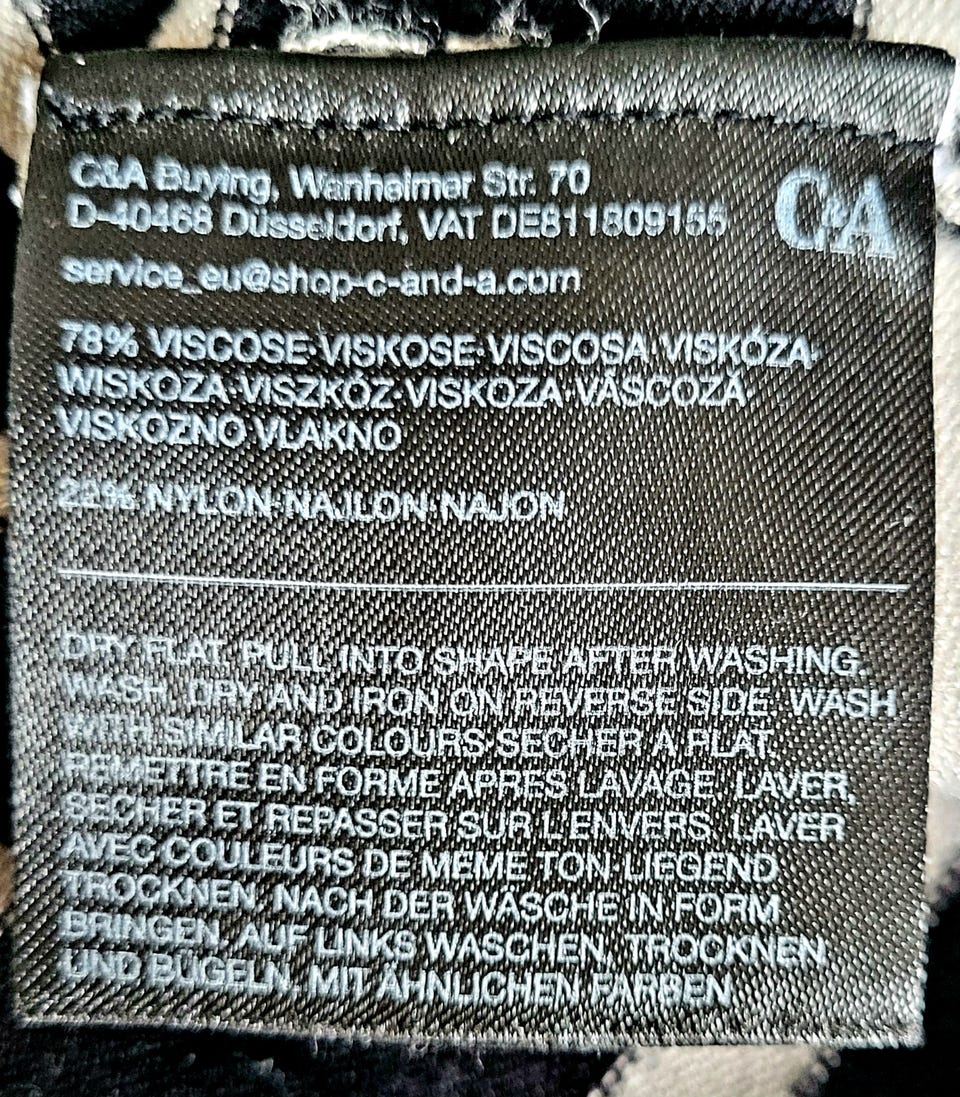 C&A Buying, Wanheimer Str. 70
C&A
D-40468 Düsseldorf, VAT DE811809155
service_eu@shop-c-and-a.com
78% VISCOSE·VISKOSE·VISCOSA·VISKÓZA·
WISKOZA·VISZKÓZ·VISKOZA·VÂSCOZĂ·
VISKOZNO VLAKNO
22% NYLON·NAJLON·NAJON
DRY FLAT, PULL INTO SHAPE AFTER WASHING.
WASH, DRY AND IRON ON REVERSE SIDE. WASH
WITH SIMILAR COLOURS·SECHER A PLAT.
REMETTRE EN FORME APRES LAVAGE. LAVER,
SECHER ET REPASSER SUR L'ENVERS. LAVER
AVEC COULEURS DE MEME TON·LIEGEND
TROCKNEN, NACH DER WÄSCHE IN FORM
BRINGEN. AUF LINKS WASCHEN, TROCKNEN
UND BÜGELN. MIT ÄHNLICHEN FARBEN